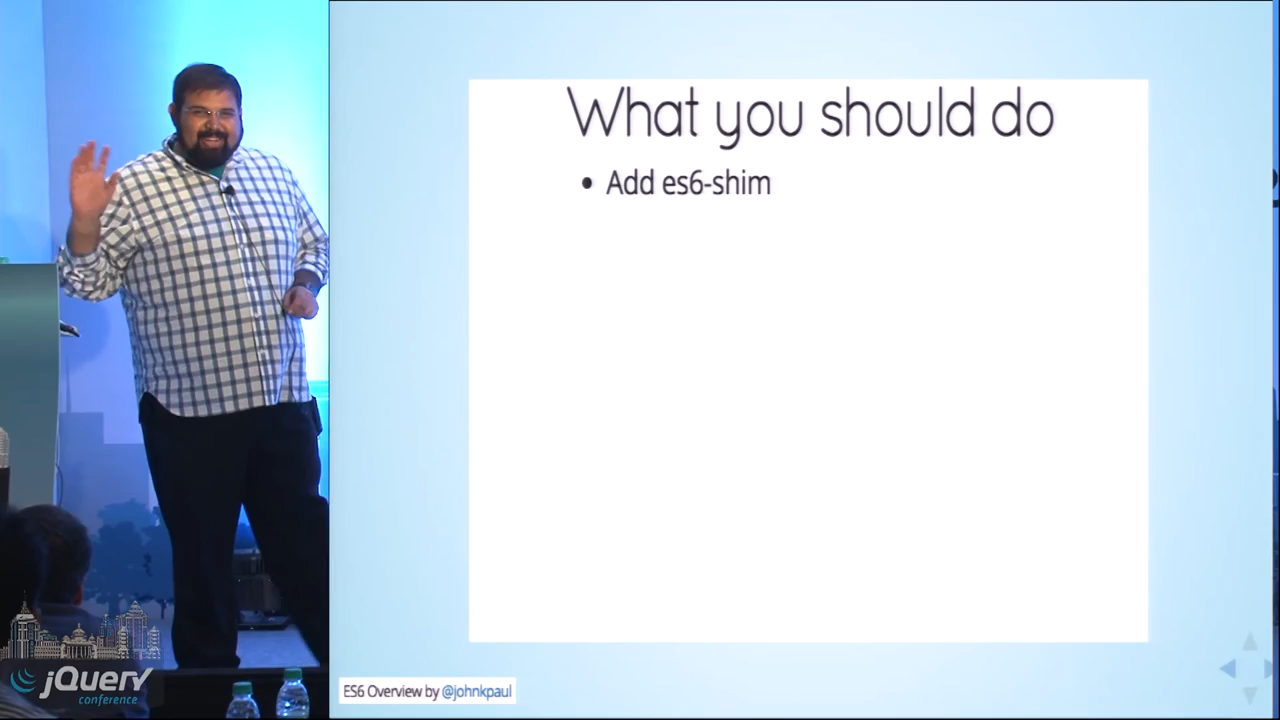 What you should do
• Add es6-shim
ES6 Overview by @johnkpaul
jQuery
conference